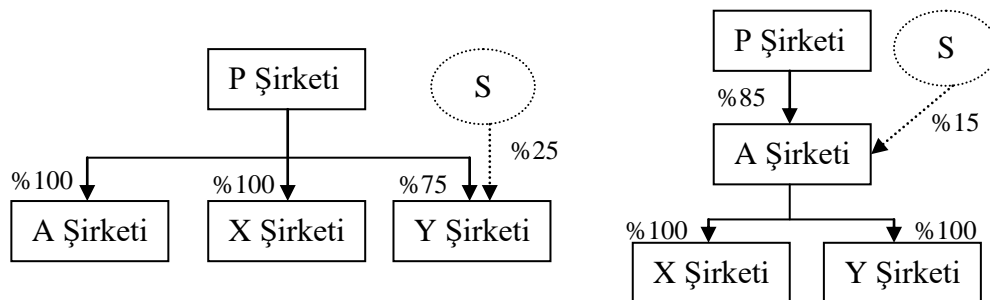 P Şirketi
S
%25
%100
%100
%75
A Şirketi
X Şirketi
Y Şirketi
P Şirketi
S
%85
%15
A Şirketi
%100
%100
X Şirketi
Y Şirketi